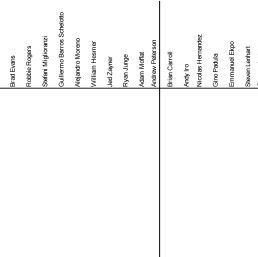 Brad Evans
Robbie Rogers
Stefani Miglioranzi
Guillermo Barros Schelotto
Alejandro Moreno
William Hesmer
Jed Zayner
Ryan Junge
Adam Moffat
Andrew Peterson
Brian Carroll
Andy Iro
Nicolas Hernandez
Gino Padula
Emmanuel Ekpo
Steven Lenhart